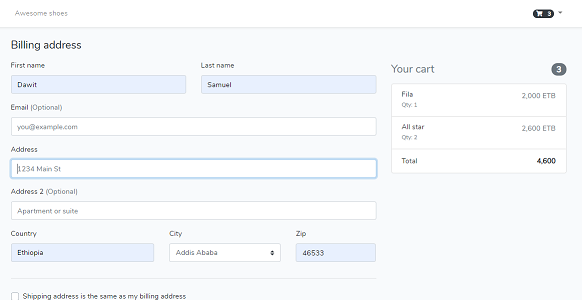 Awesome shoes
3
Billing address
First name
Last name
Dawit
Samuel
Email (Optional)
you@example.com
Address
1234 Main St
Address 2 (Optional)
Apartment or suite
Country
City
Zip
Ethiopia
Addis Ababa
46533
Shipping address is the same as my billing address
Your cart
3
Fila
2,000 ETB
Qty: 1
All star
2,600 ETB
Qty: 2
Total
4,600